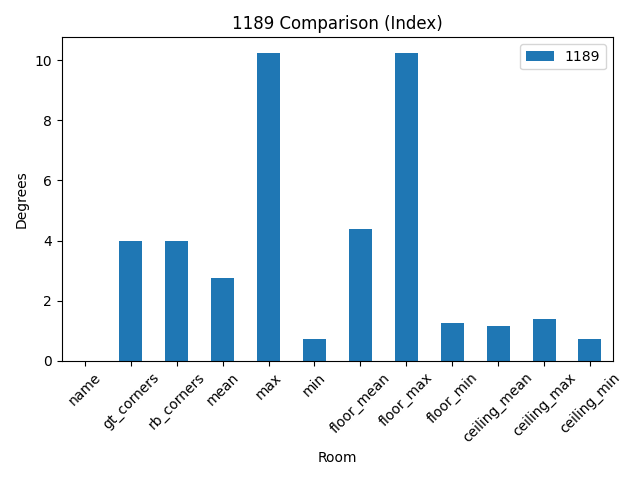 1189 Comparison (Index)
1189
Degrees
10
8
6
4
2
0
name
gt_corners
rb_corners
mean
max
min
floor_mean
floor_max
floor_min
ceiling_mean
ceiling_max
ceiling_min
Room